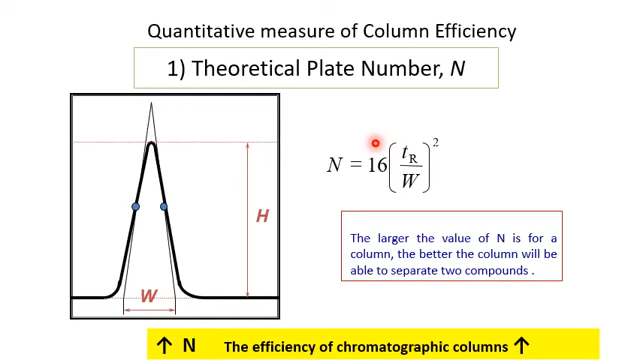 Quantitative measure of Column Efficiency
1) Theoretical Plate Number, N
H
W
N = 16 ( tR / W )2
The larger the value of N is for a
column, the better the column will be
able to separate two compounds .
↑ N The efficiency of chromatographic columns ↑